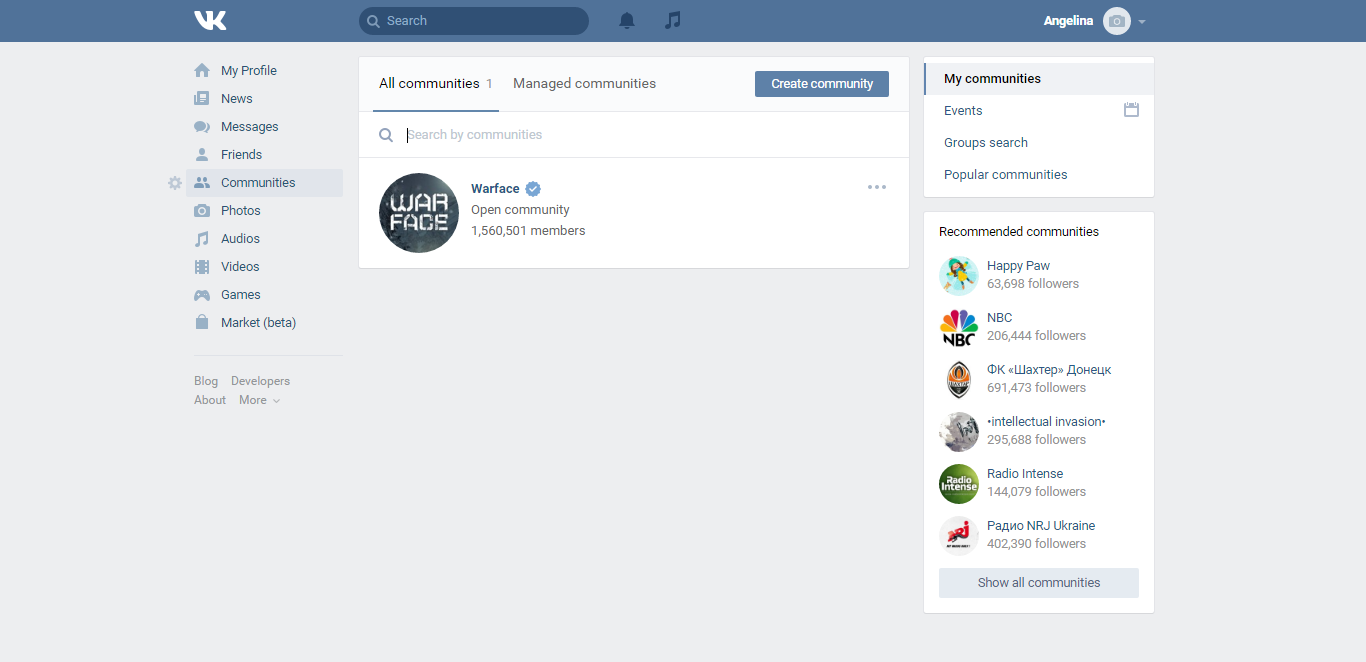 Search
Angelina
My Profile
News
Messages
Friends
Communities
Photos
Audios
Videos
Games
Market (beta)
Blog Developers
About More
All communities 1 Managed communities Create community
Search by communities
WAR
FACE
Warface
Open community
1,560,501 members
My communities
Events
Groups search
Popular communities
Recommended communities
Happy Paw
63,698 followers
NBC
NBC
206,444 followers
ФК «Шахтер» Донецк
691,473 followers
•intellectual invasion•
295,688 followers
Radio
Intense
Radio Intense
144,079 followers
NRJ
Радио NRJ Ukraine
402,390 followers
Show all communities